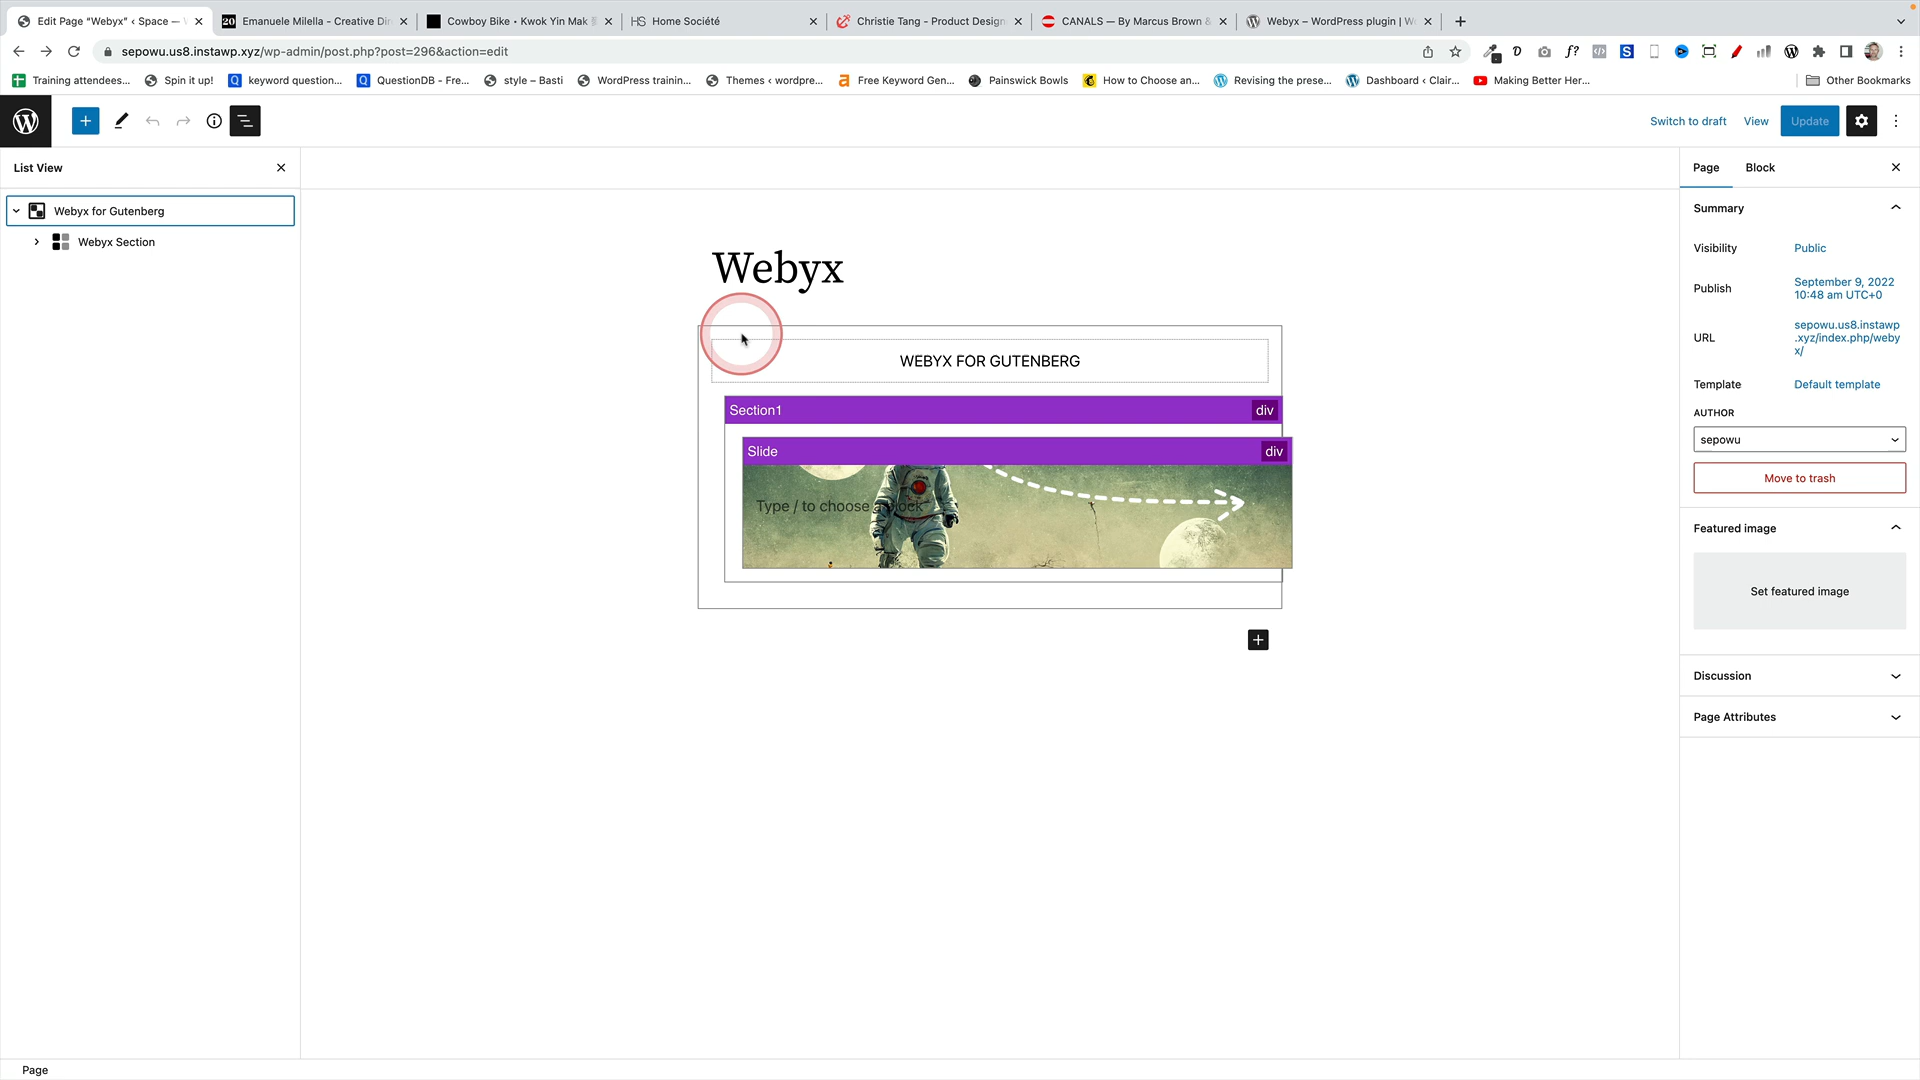 Edit Page "Webyx" ‹ Space —
Emanuele Milella - Creative Dir
Cowboy Bike • Kwok Yin Mak
HS Home Société
Christie Tang - Product Design
CANALS — By Marcus Brown &
Webyx – WordPress plugin | W
sepowu.us8.instawp.xyz/wp-admin/post.php?post=296&action=edit
Training attendees...
Spin it up!
keyword question...
QuestionDB - Fre...
style – Basti
WordPress trainin...
Themes ‹ wordpre...
Free Keyword Gen...
Painswick Bowls
How to Choose an...
Revising the prese...
Dashboard ‹ Clair...
Making Better Her...
Other Bookmarks
Switch to draft
View
Update
List View
Page
Block
Webyx for Gutenberg
Webyx Section
Webyx
WEBYX FOR GUTENBERG
Section1
div
Slide
div
Type / to choose a block
Summary
Visibility
Public
Publish
September 9, 2022
10:48 am UTC+0
URL
sepowu.us8.instawp
.xyz/index.php/weby
x/
Template
Default template
AUTHOR
sepowu
Move to trash
Featured image
Set featured image
Discussion
Page Attributes
Page